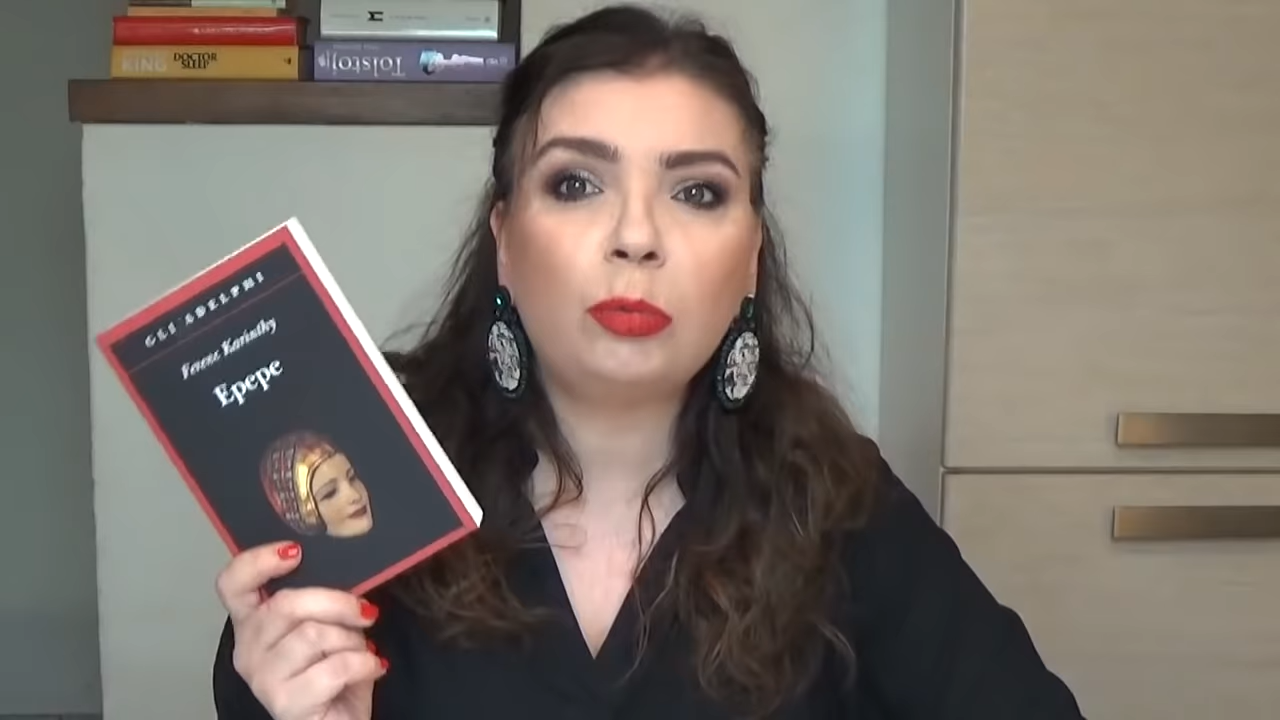 KING DOCTOR SLEEP
Tolstoj
GLI ADELPHI
Ferenc Karinthy
Epepe